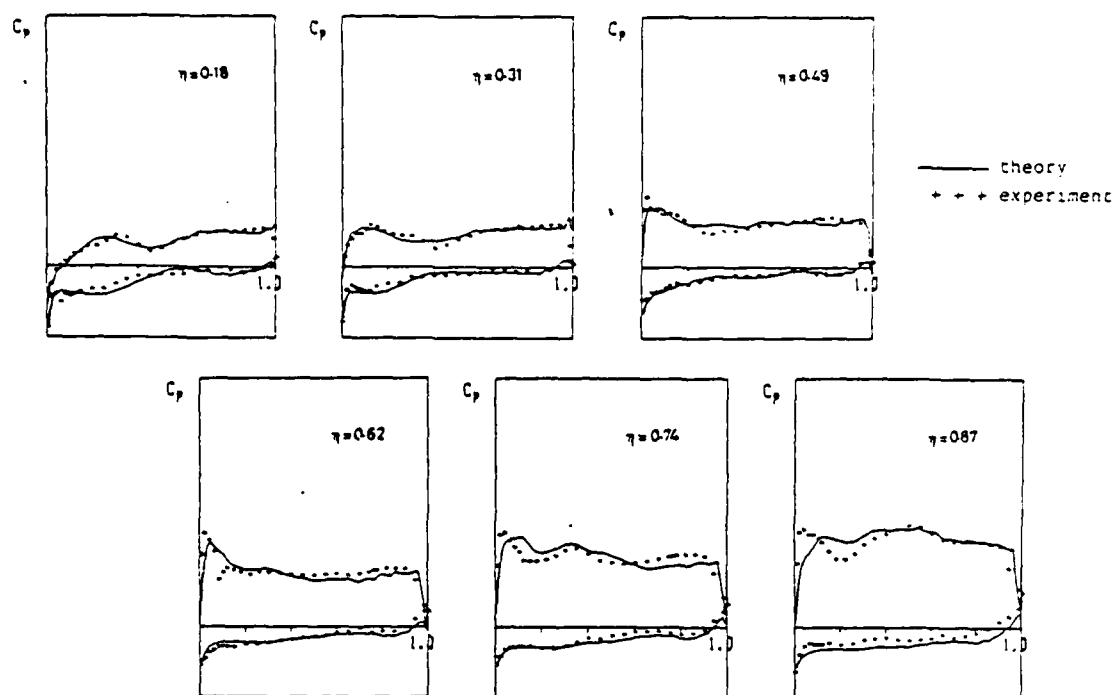 Cp
η=0.18
1.0
Cp
η=0.31
1.0
Cp
η=0.49
1.0
theory
+ + + experiment
Cp
η=0.62
1.0
Cp
η=0.74
1.0
Cp
η=0.87
1.0